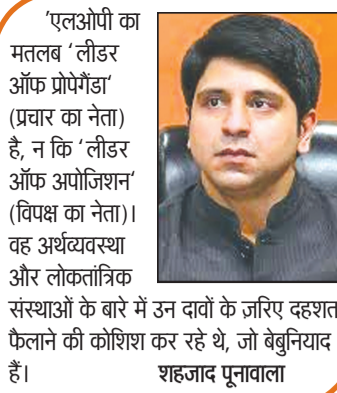 'एलओपी का
मतलब 'लीडर
ऑफ प्रोपेगैंडा'
(प्रचार का नेता)
है, न कि 'लीडर
ऑफ अपोजिशन'
(विपक्ष का नेता)।
वह अर्थव्यवस्था
और लोकतांत्रिक
संस्थाओं के बारे में उन दावों के ज़रिए दहशत
फैलाने की कोशिश कर रहे थे, जो बेबुनियाद
हैं। शहजाद पूनावाला